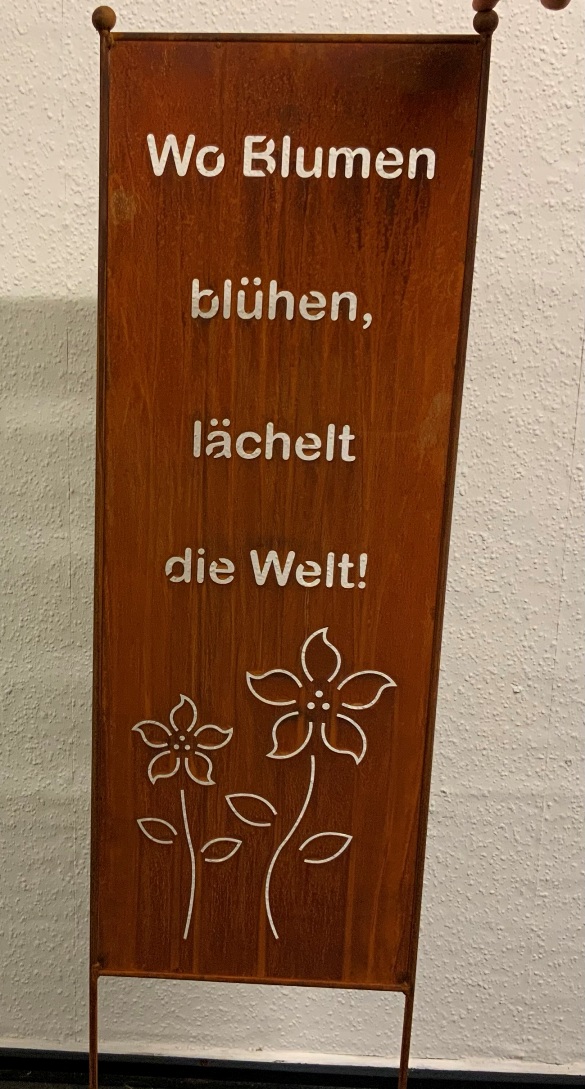 Wo Blumen
blühen,
lächelt
die Welt!